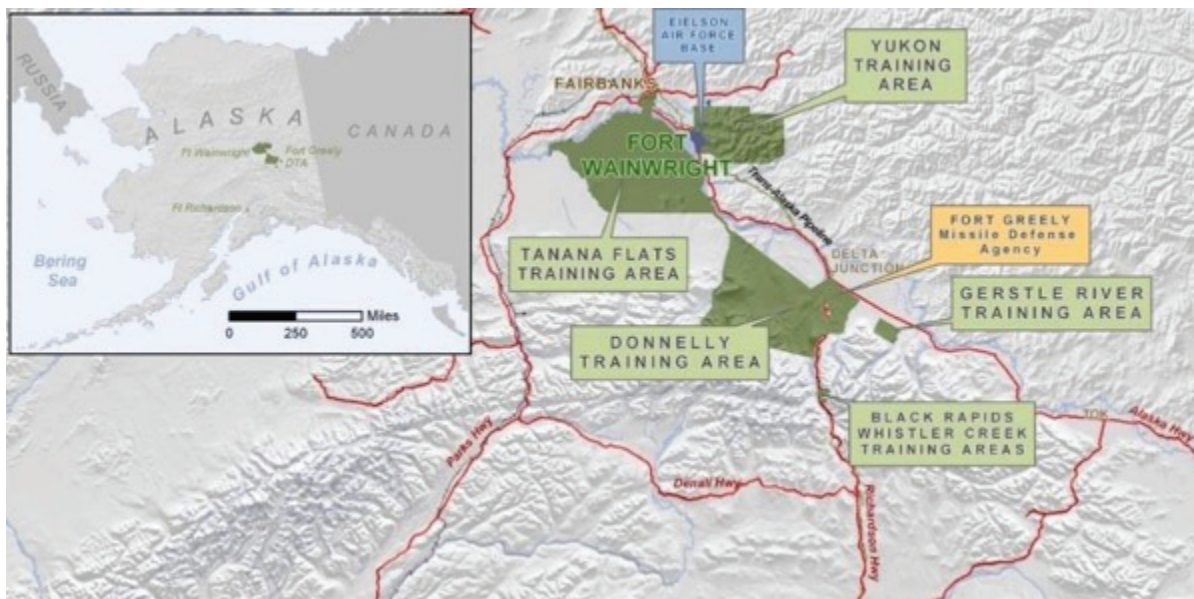 RUSSIA
ALASKA
CANADA
Ft Wainwright
Fort Greely
DTA
Ft Richardson
Bering
Sea
Gulf of Alaska
Miles
0 250 500
EIELSON
AIR FORCE
BASE
YUKON
TRAINING
AREA
FAIRBANKS
FORT
WAINWRIGHT
Trans-Alaska Pipeline
TANANA FLATS
TRAINING AREA
FORT GREELY
Missile Defense
Agency
DELTA
JUNCTION
GERSTLE RIVER
TRAINING AREA
DONNELLY
TRAINING AREA
BLACK RAPIDS
WHISTLER CREEK
TRAINING AREAS
TOK
Alaska Hwy
Parks Hwy
Denali Hwy
Richardson Hwy